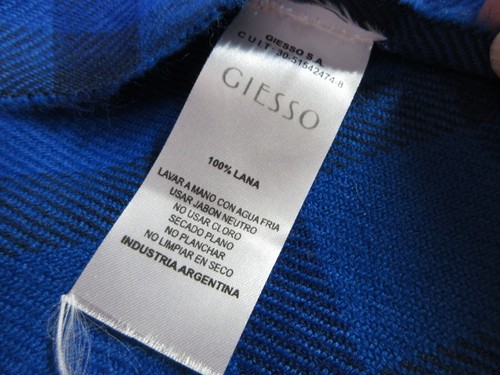 GIESSO S.A.
C U I T : 30-51642474-8
GIESSO
100% LANA
LAVAR A MANO CON AGUA FRIA
USAR JABON NEUTRO
NO USAR CLORO
SECADO PLANO
NO PLANCHAR
NO LIMPIAR EN SECO
INDUSTRIA ARGENTINA